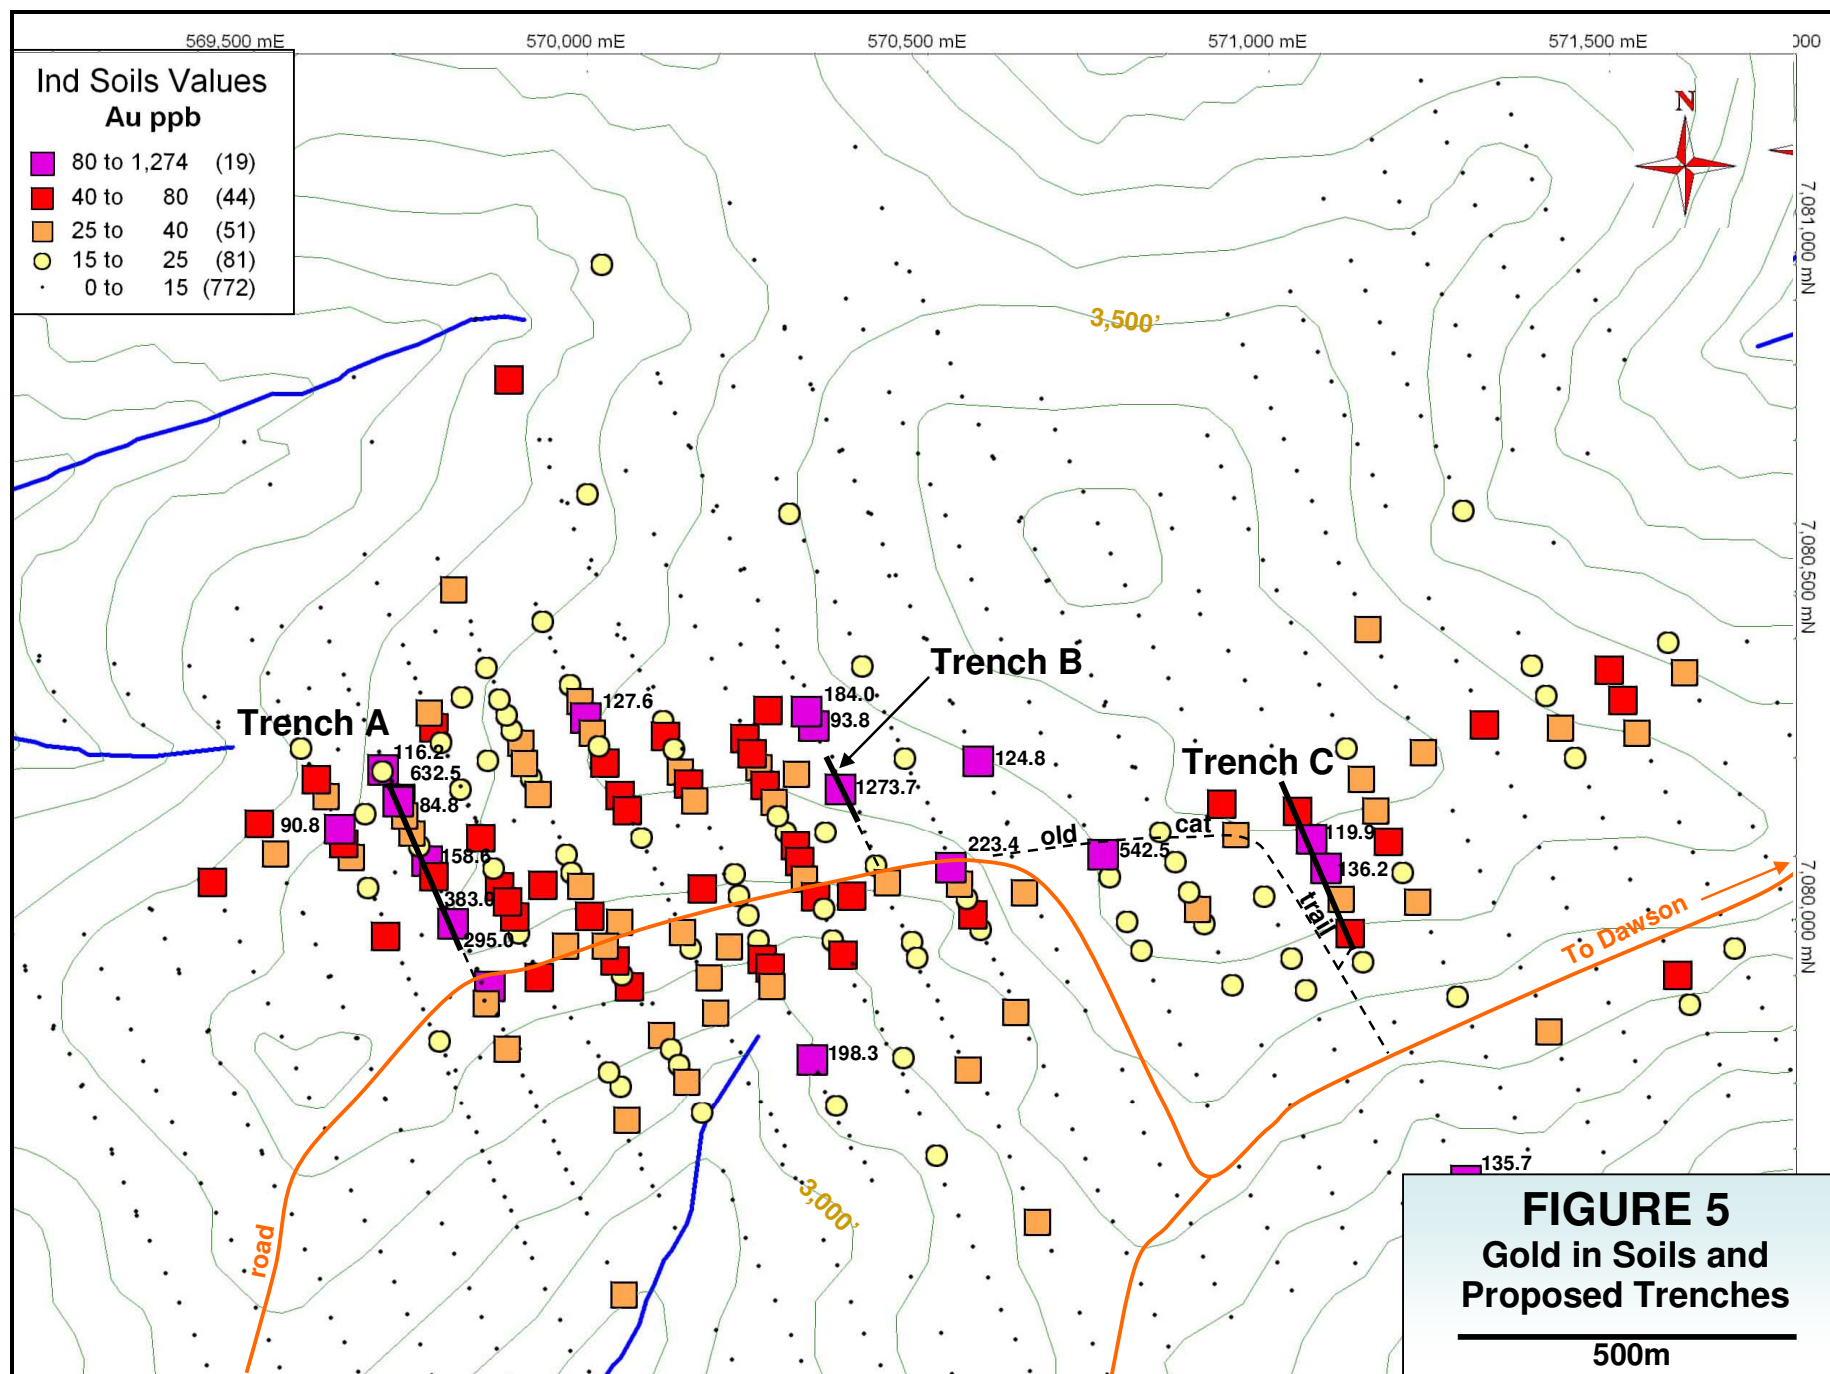 569,500 mE
570,000 mE
570,500 mE
571,000 mE
571,500 mE
000
Ind Soils Values
Au ppb
80 to 1,274 (19)
40 to 80 (44)
25 to 40 (51)
15 to 25 (81)
0 to 15 (772)
N
7,081,000 mN
3,500'
7,080,500 mN
Trench B
184.0
127.6
93.8
Trench A
116.2
124.8
Trench C
632.5
1273.7
84.8
90.8
119.9
old
cat
223.4
542.5
158.6
136.2
383.0
trail
7,080,000 mN
To Dawson
295.0
198.3
135.7
3,000'
road
FIGURE 5
Gold in Soils and
Proposed Trenches
500m